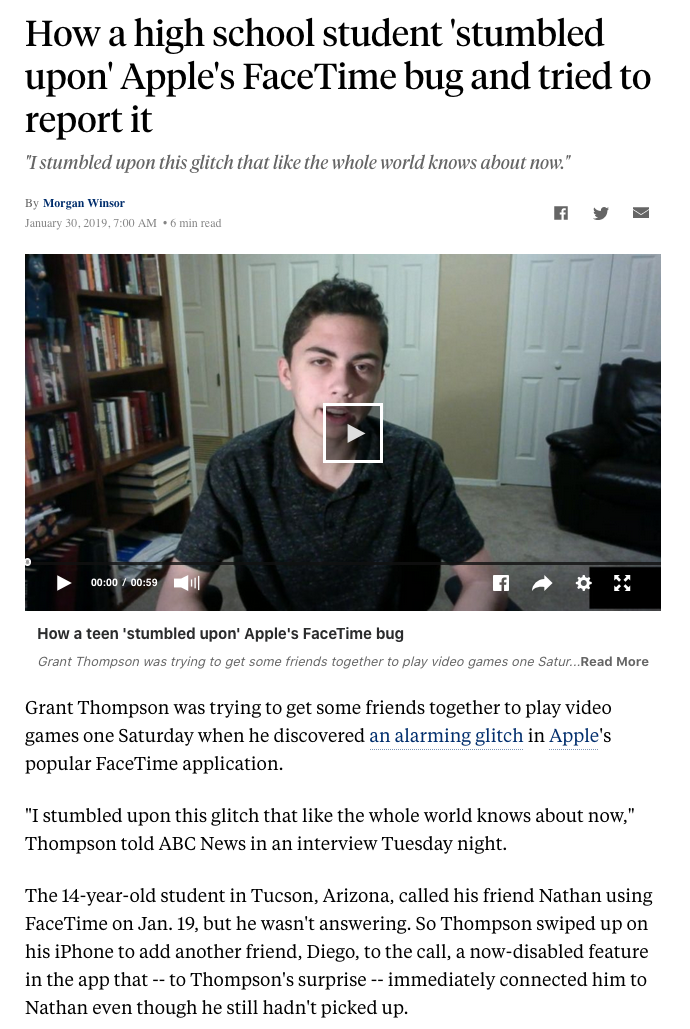 How a high school student 'stumbled
upon' Apple's FaceTime bug and tried to
report it
"I stumbled upon this glitch that like the whole world knows about now."
By Morgan Winsor
January 30, 2019, 7:00 AM • 6 min read
00:00 / 00:59
How a teen 'stumbled upon' Apple's FaceTime bug
Grant Thompson was trying to get some friends together to play video games one Satur...Read More
Grant Thompson was trying to get some friends together to play video
games one Saturday when he discovered an alarming glitch in Apple's
popular FaceTime application.
"I stumbled upon this glitch that like the whole world knows about now,"
Thompson told ABC News in an interview Tuesday night.
The 14-year-old student in Tucson, Arizona, called his friend Nathan using
FaceTime on Jan. 19, but he wasn't answering. So Thompson swiped up on
his iPhone to add another friend, Diego, to the call, a now-disabled feature
in the app that -- to Thompson's surprise -- immediately connected him to
Nathan even though he still hadn't picked up.